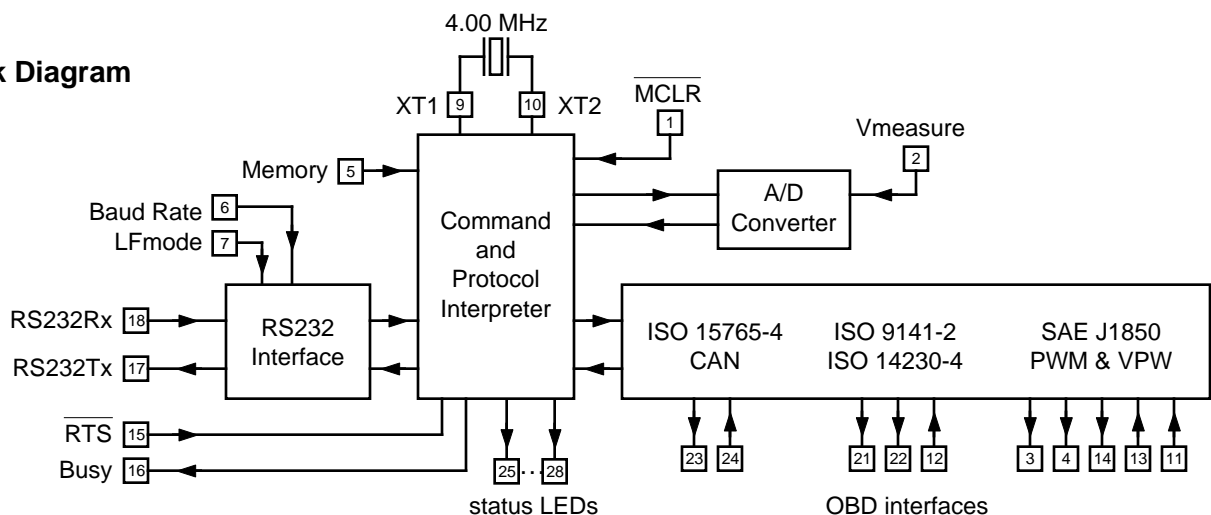 4.00 MHz
k Diagram
XT1 9 10 XT2
MCLR
1
Vmeasure
2
Memory 5
A/D
Converter
Baud Rate 6
LFmode 7
Command
and
Protocol
Interpreter
RS232Rx 18
RS232Tx 17
RS232
Interface
ISO 15765-4
CAN
ISO 9141-2
ISO 14230-4
SAE J1850
PWM & VPW
RTS 15
Busy 16
25...28
status LEDs
23 24
21 22 12
3 4 14 13 11
OBD interfaces